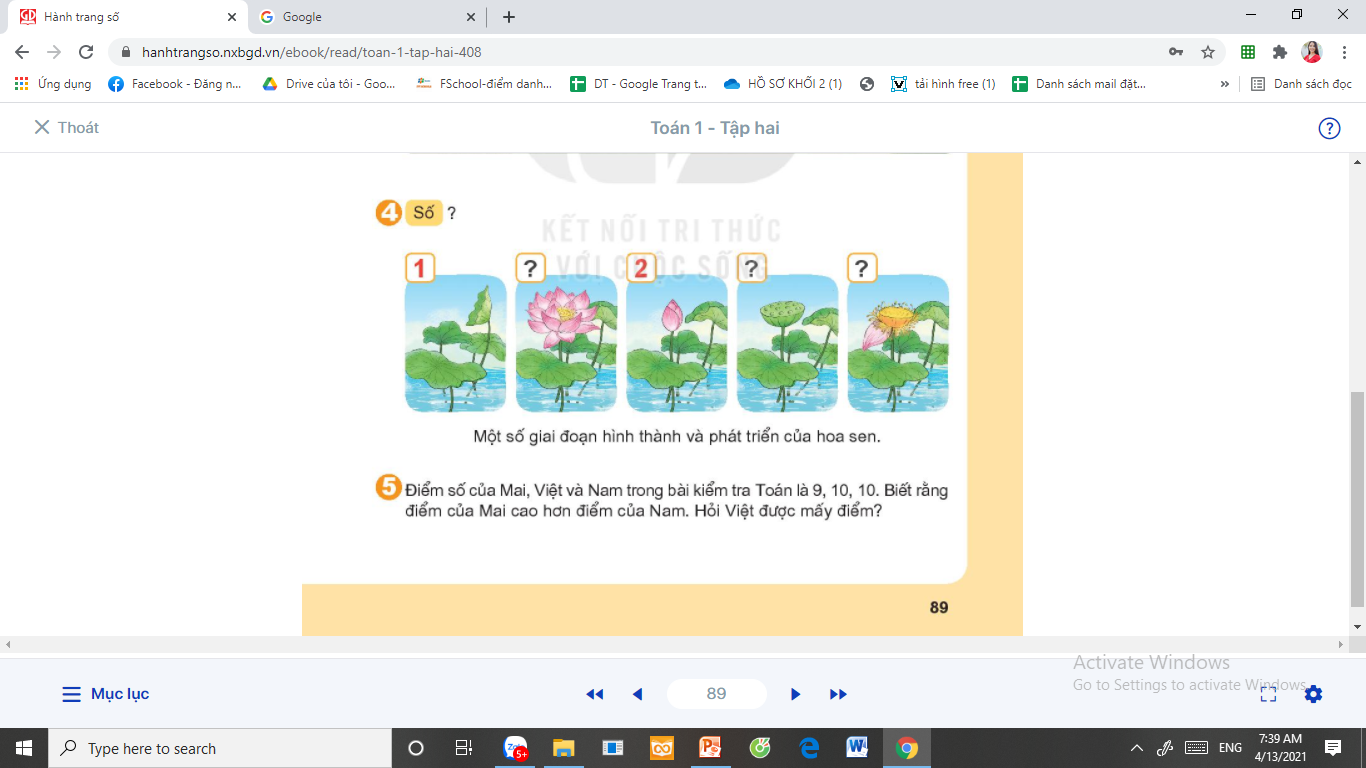 Hành trang số
Google
hanhtrangso.nxbgd.vn/ebook/read/toan-1-tap-hai-408
Ứng dụng
Facebook - Đăng n...
Drive của tôi - Goo...
FSchool-điểm danh...
DT - Google Trang t...
HỒ SƠ KHỐI 2 (1)
tải hình free (1)
Danh sách mail đặt...
»
Danh sách đọc
Thoát
Toán 1 - Tập hai
?
4 Số ?
KẾT NỐI TRI THỨC
VỚI CUỘC SỐNG
1 ? 2 ? ?
Một số giai đoạn hình thành và phát triển của hoa sen.
5 Điểm số của Mai, Việt và Nam trong bài kiểm tra Toán là 9, 10, 10. Biết rằng
điểm của Mai cao hơn điểm của Nam. Hỏi Việt được mấy điểm?
89
Activate Windows
Go to Settings to activate Windows.
Mục lục
89
Type here to search
Zalo
5+
ENG
7:39 AM
4/13/2021